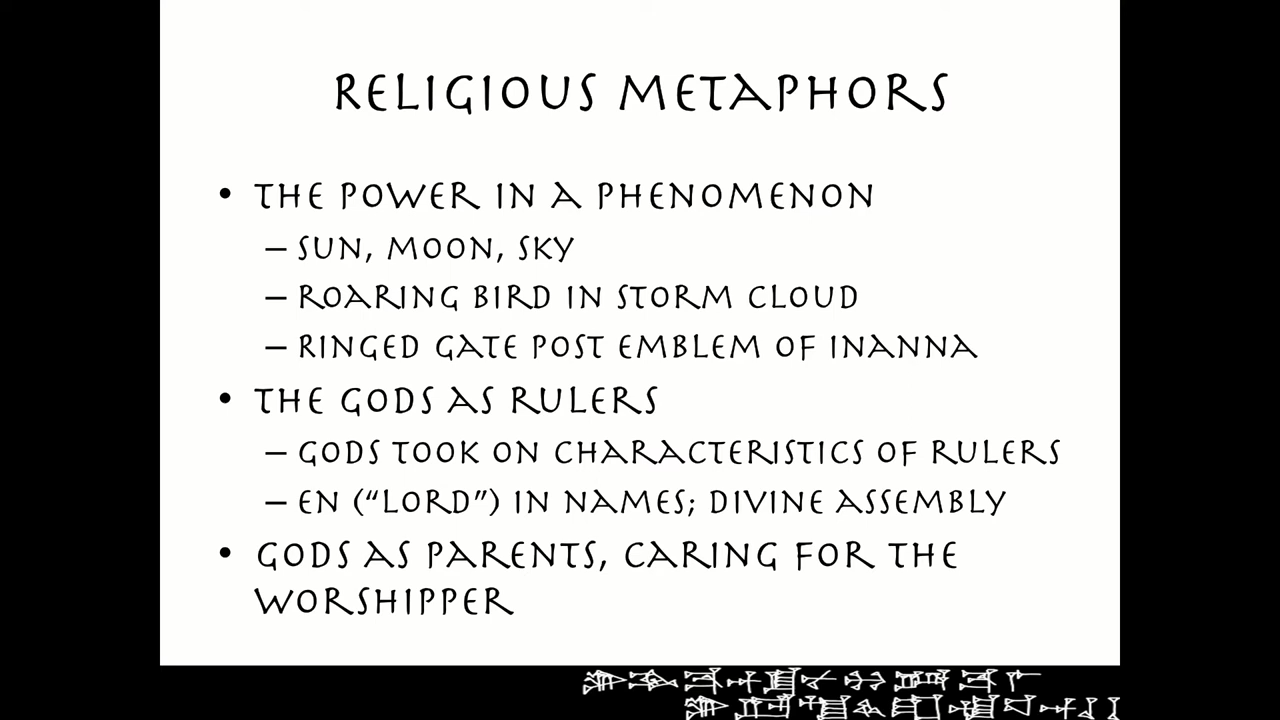 RELIGIOUS METAPHORS
• THE POWER IN A PHENOMENON
– SUN, MOON, SKY
– ROARING BIRD IN STORM CLOUD
– RINGED GATE POST EMBLEM OF INANNA
• THE GODS AS RULERS
– GODS TOOK ON CHARACTERISTICS OF RULERS
– EN (“LORD”) IN NAMES; DIVINE ASSEMBLY
• GODS AS PARENTS, CARING FOR THE
WORSHIPPER